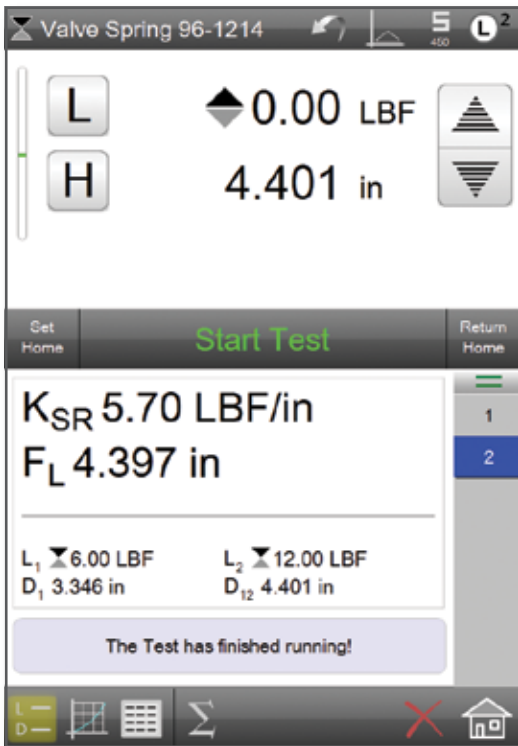 Valve Spring 96-1214 S 450 L2
L 0.00 LBF
H 4.401 in
Set Home Start Test Return Home
KSR 5.70 LBF/in
FL 4.397 in
1
2
L1 6.00 LBF L2 12.00 LBF
D1 3.346 in D12 4.401 in
The Test has finished running!
L
D
Σ